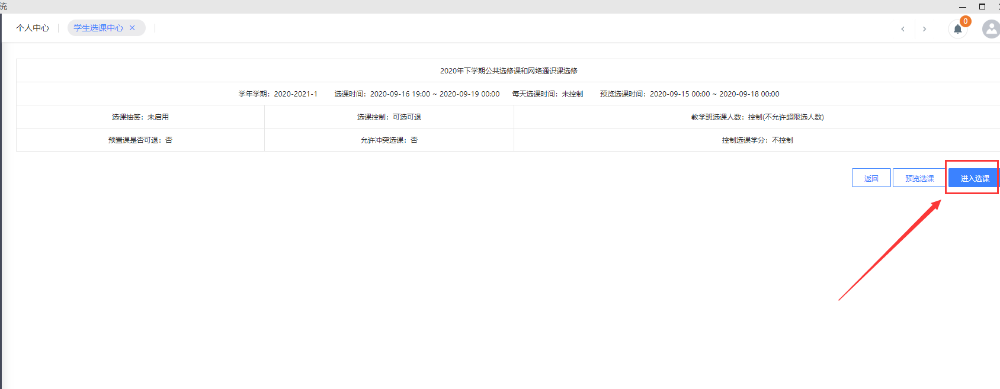 统
个人中心
学生选课中心
0
2020年下学期公共选修课和网络通识课选修
学年学期：2020-2021-1 选课时间：2020-09-16 19:00 ~ 2020-09-19 00:00 每天选课时间：未控制 预览选课时间：2020-09-15 00:00 ~ 2020-09-18 00:00
选课抽签：未启用 选课控制：可选可退 教学班选课人数：控制(不允许超限选人数)
预置课是否可退：否 允许冲突选课：否 控制选课学分：不控制
返回 预览选课 进入选课